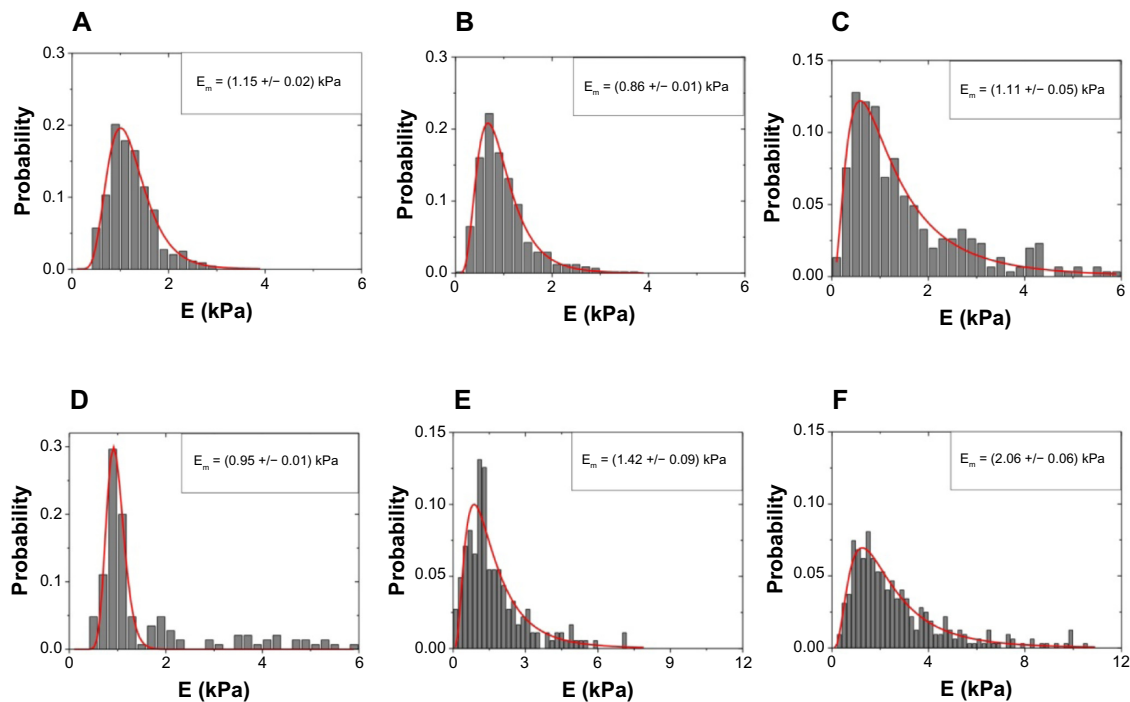 A
Probability
0.3
0.2
0.1
0.0
E_m = (1.15 +/− 0.02) kPa
0
2
4
6
E (kPa)
B
Probability
0.3
0.2
0.1
0.0
E_m = (0.86 +/− 0.01) kPa
0
2
4
6
E (kPa)
C
Probability
0.15
0.10
0.05
0.00
E_m = (1.11 +/− 0.05) kPa
0
2
4
6
E (kPa)
D
Probability
0.3
0.2
0.1
0.0
E_m = (0.95 +/− 0.01) kPa
0
2
4
6
E (kPa)
E
Probability
0.15
0.10
0.05
0.00
E_m = (1.42 +/− 0.09) kPa
0
3
6
9
12
E (kPa)
F
Probability
0.15
0.10
0.05
0.00
E_m = (2.06 +/− 0.06) kPa
0
4
8
12
E (kPa)